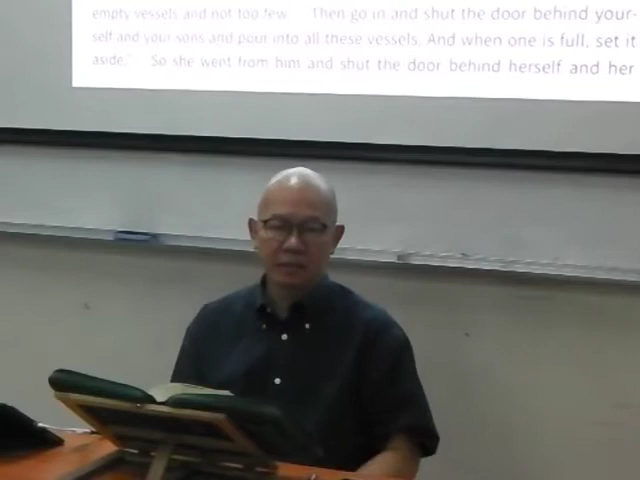 empty vessels and not too few. Then go in and shut the door behind your-
self and your sons and pour into all these vessels. And when one is full, set it
aside.” So she went from him and shut the door behind herself and her